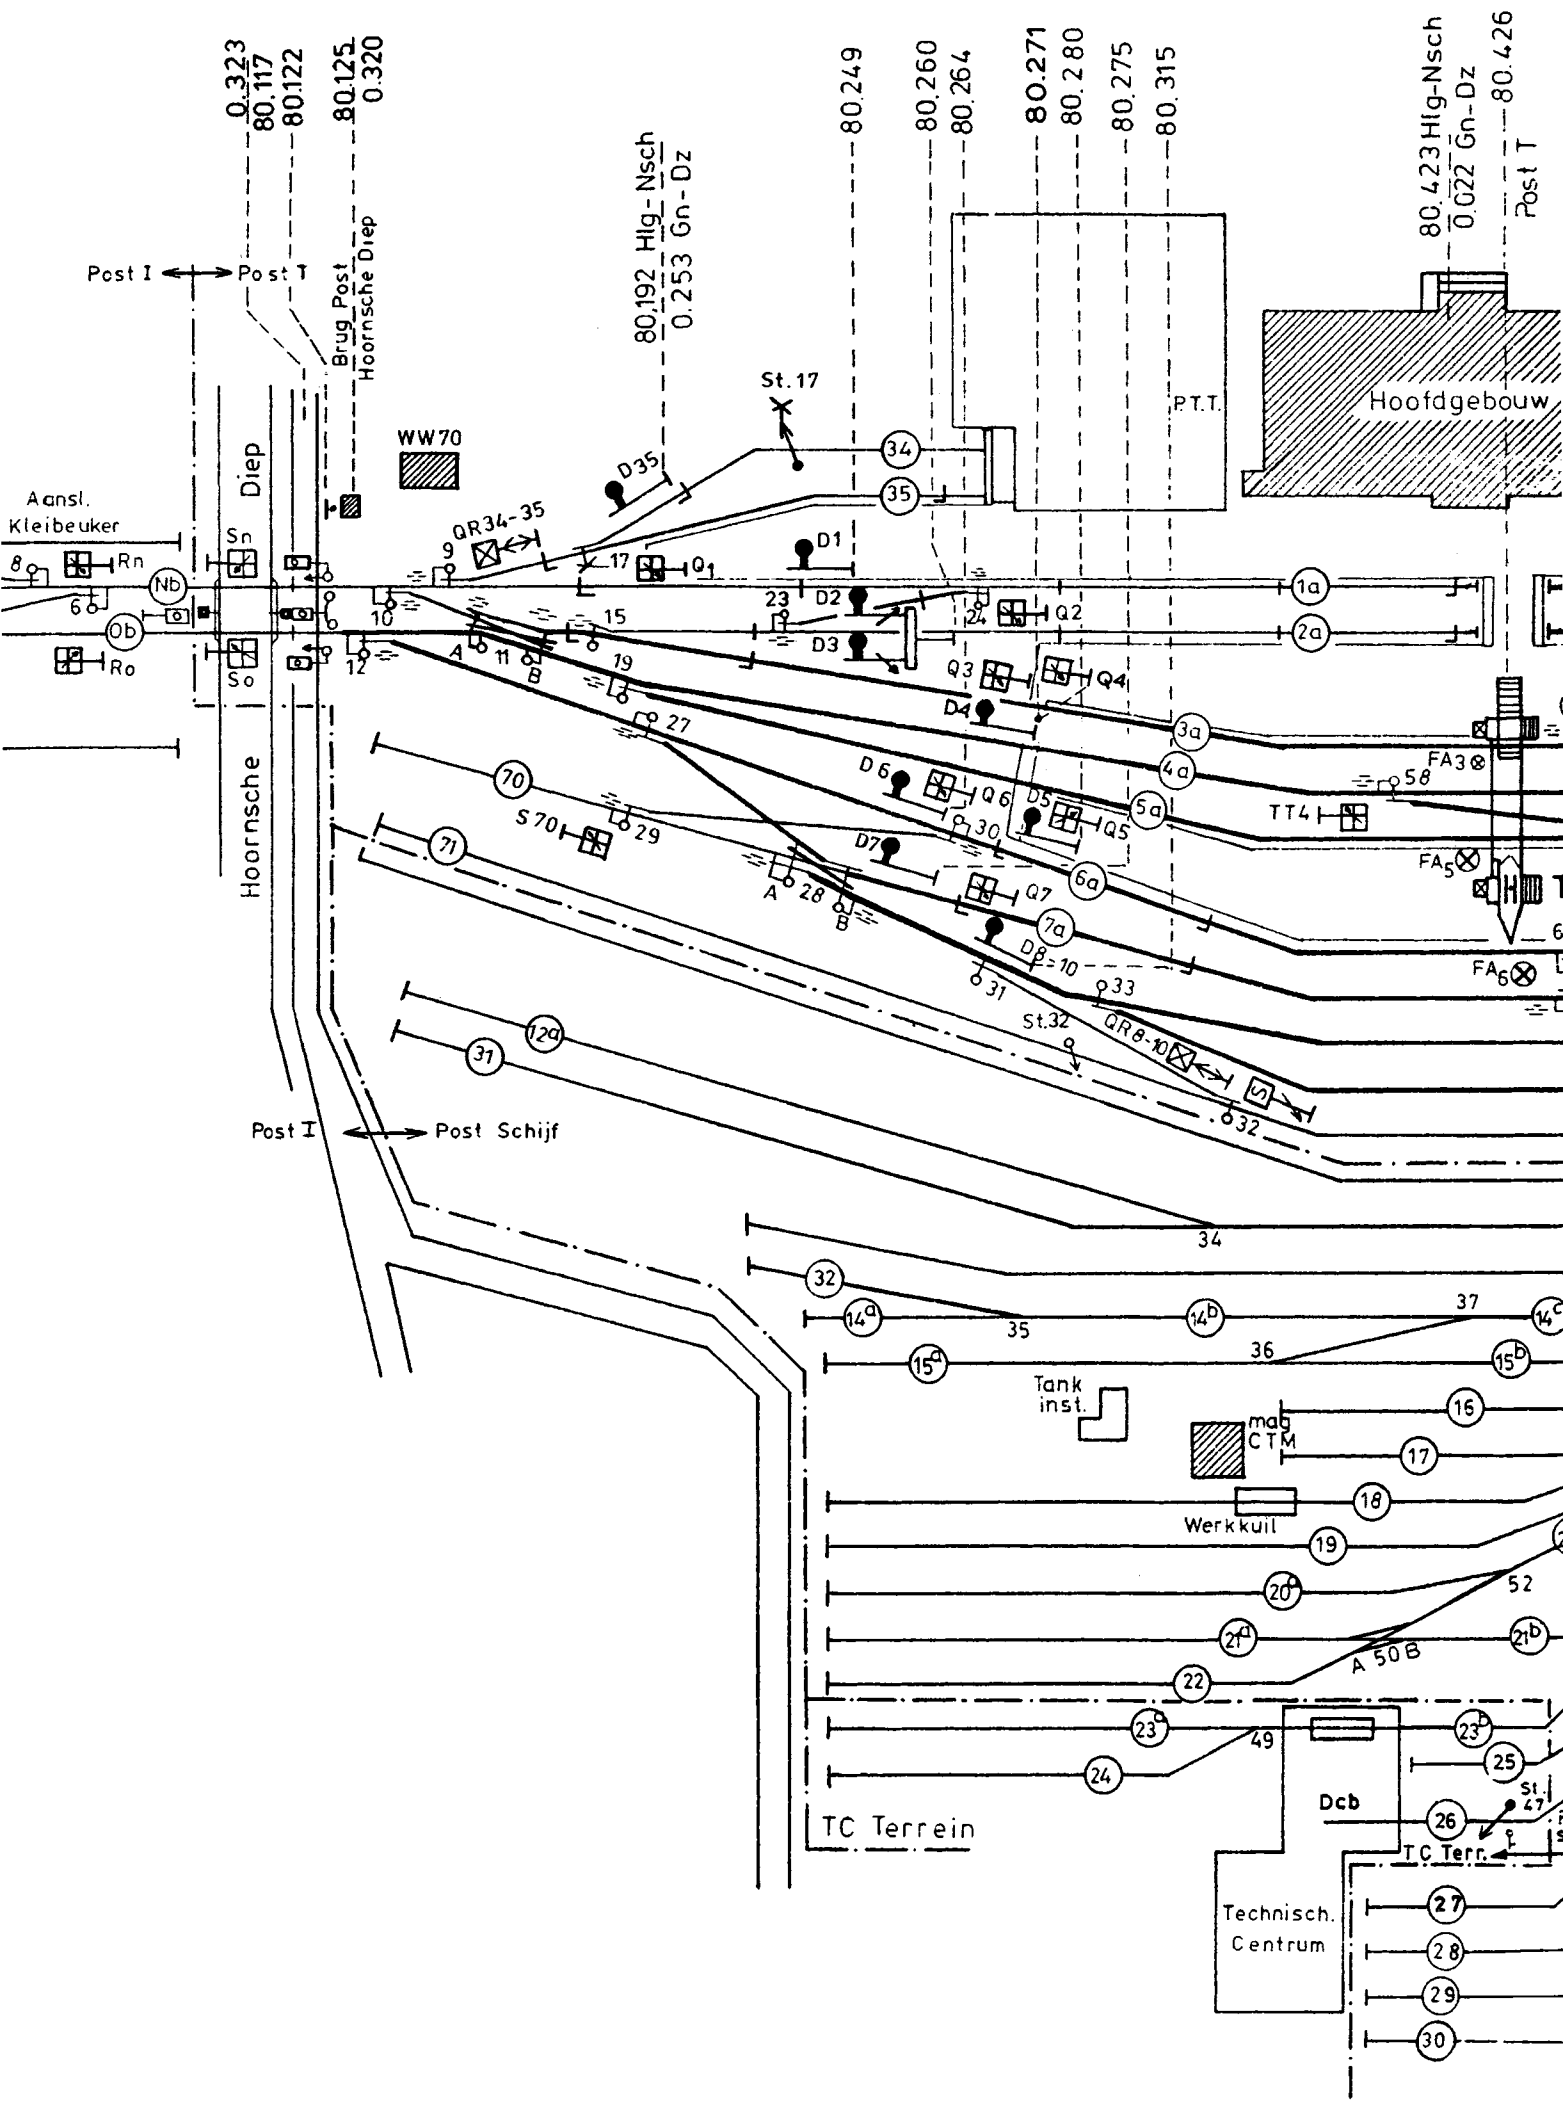 0.323
80.117
80.122
80.125
0.320
80.192 Hlg-Nsch
0.253 Gn-Dz
80.249
80.260
80.264
80.271
80.280
80.275
80.315
80.423 Hlg-Nsch
0.022 Gn-Dz
80.426
Post T
Post I
Post T
Brug Post
Hoornsche Diep
St.17
P.T.T.
Hoofdgebouw
WW70
D35
34
35
Aansl.
Kleibeuker
Diep
QR34-35
Sn
Rn
8
9
17
Q1
D1
Nb
6
10
15
23
D2
24
Q2
1a
Ob
12
A
11
B
D3
2a
Ro
So
19
Q3
Q4
D4
27
3a
FA3
4a
58
Hoornsche
70
D6
Q6
D5
Q5
5a
TT4
S70
29
30
71
D7
6a
FA5
A
28
B
Q7
7a
T
6
D8=10
FA6
31
33
12a
St.32
QR8-10
31
S
32
Post I
Post Schijf
34
32
14a
35
14b
37
14c
15a
36
15b
Tank
inst.
16
mag
CTM
17
18
Werkkuil
19
20a
52
21a
21b
A 50 B
22
23a
49
23b
24
25
Dcb
St.
47
26
TC Terrein
TC Terr.
27
Technisch.
Centrum
28
29
30